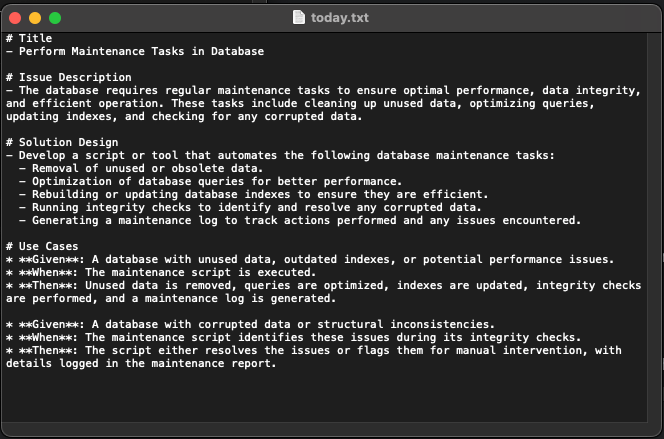 today.txt
# Title
- Perform Maintenance Tasks in Database
# Issue Description
- The database requires regular maintenance tasks to ensure optimal performance, data integrity,
and efficient operation. These tasks include cleaning up unused data, optimizing queries,
updating indexes, and checking for any corrupted data.
# Solution Design
- Develop a script or tool that automates the following database maintenance tasks:
  - Removal of unused or obsolete data.
  - Optimization of database queries for better performance.
  - Rebuilding or updating database indexes to ensure they are efficient.
  - Running integrity checks to identify and resolve any corrupted data.
  - Generating a maintenance log to track actions performed and any issues encountered.
# Use Cases
* **Given**: A database with unused data, outdated indexes, or potential performance issues.
* **When**: The maintenance script is executed.
* **Then**: Unused data is removed, queries are optimized, indexes are updated, integrity checks
are performed, and a maintenance log is generated.
* **Given**: A database with corrupted data or structural inconsistencies.
* **When**: The maintenance script identifies these issues during its integrity checks.
* **Then**: The script either resolves the issues or flags them for manual intervention, with
details logged in the maintenance report.